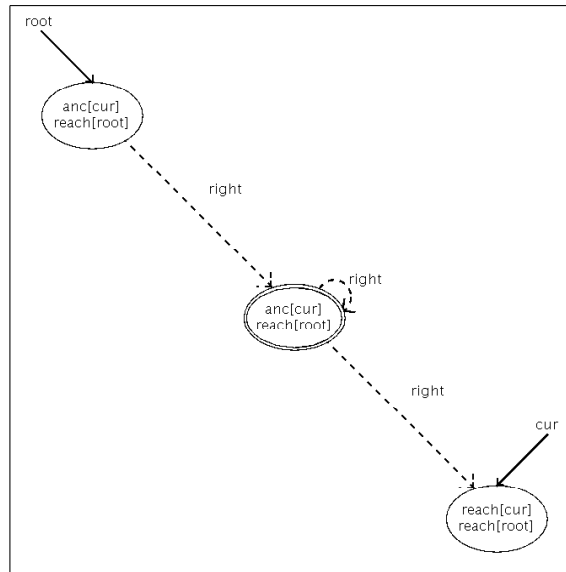 root
anc[cur]
reach[root]
right
right
anc[cur]
reach[root]
right
cur
reach[cur]
reach[root]